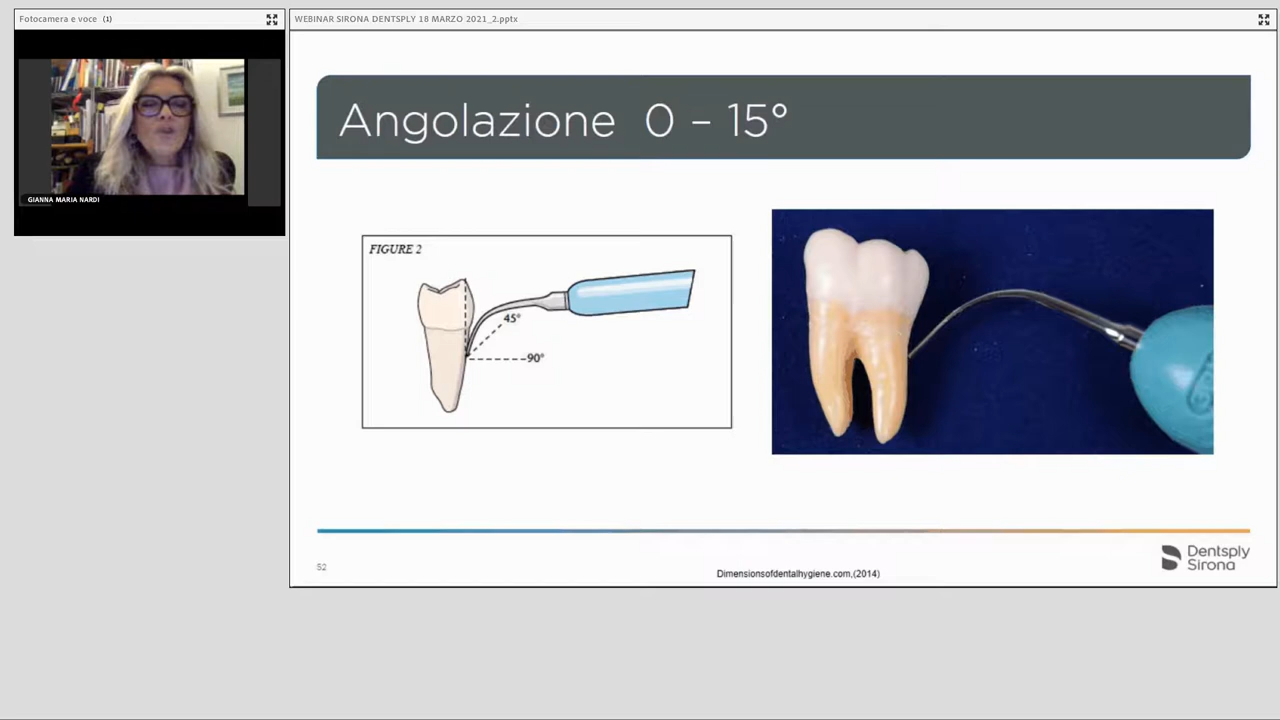 Fotocamera e voce (1)
GIANNA MARIA NARDI
WEBINAR SIRONA DENTSPLY 18 MARZO 2021_2.pptx
Angolazione 0 – 15°
FIGURE 2
45°
90°
52
Dimensionsofdentalhygiene.com,(2014)
Dentsply
Sirona